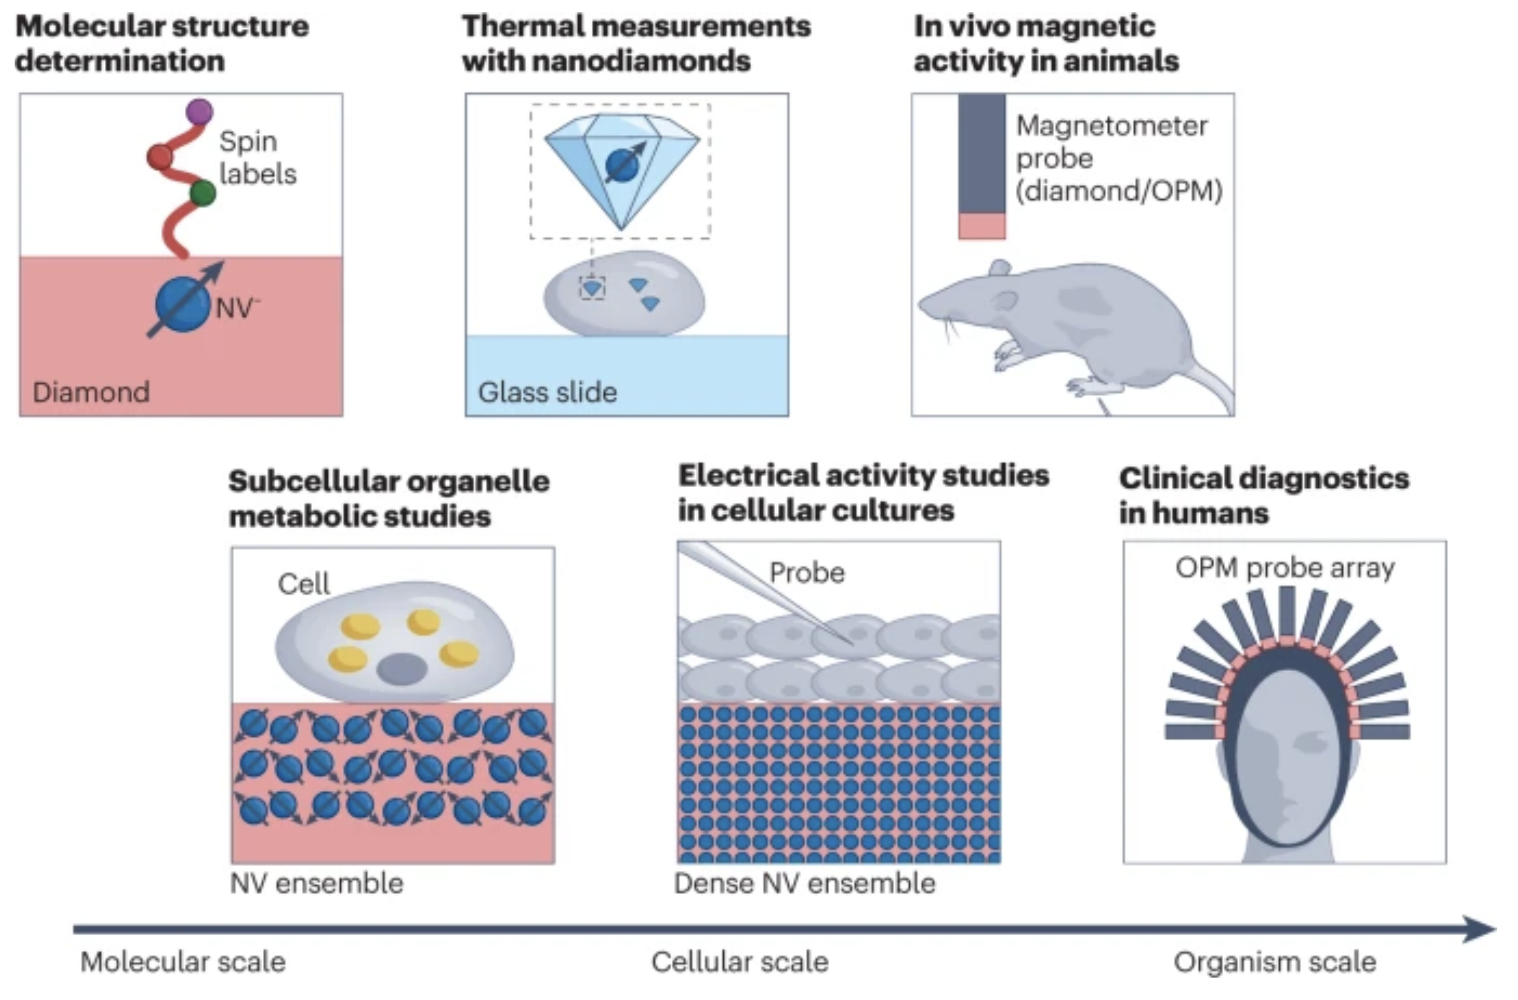 Molecular structure
determination
Spin
labels
NV⁻
Diamond
Thermal measurements
with nanodiamonds
Glass slide
In vivo magnetic
activity in animals
Magnetometer
probe
(diamond/OPM)
Subcellular organelle
metabolic studies
Cell
NV ensemble
Electrical activity studies
in cellular cultures
Probe
Dense NV ensemble
Clinical diagnostics
in humans
OPM probe array
Molecular scale
Cellular scale
Organism scale